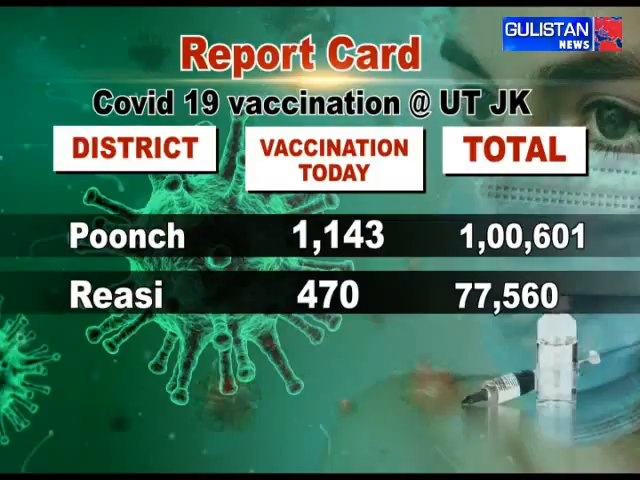 GULISTAN
NEWS
Report Card
Covid 19 vaccination @ UT JK
DISTRICT VACCINATION TODAY TOTAL
Poonch 1,143 1,00,601
Reasi 470 77,560